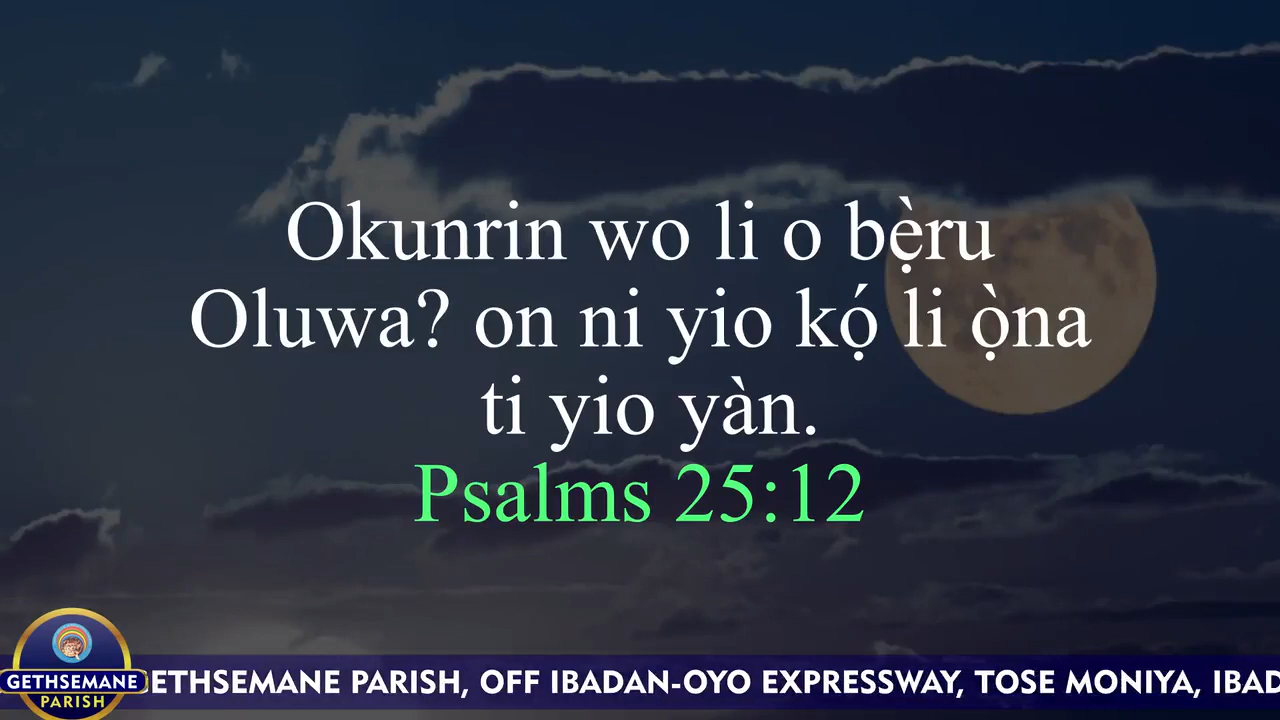 Okunrin wo li o bẹ̀ru
Oluwa? on ni yio kọ́ li ọ̀na
ti yio yàn.
Psalms 25:12
GETHSEMANE
PARISH
ETHSEMANE PARISH, OFF IBADAN-OYO EXPRESSWAY, TOSE MONIYA, IBAD